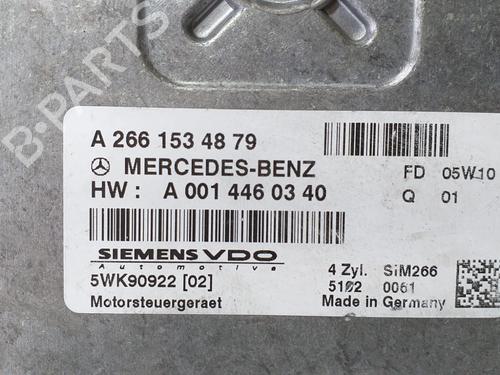 B-PARTS
A 266 153 48 79
MERCEDES-BENZ
FD 05W10
HW : A 001 446 03 40
Q 01
SIEMENS VDO
Automotive
5WK90922 [02]
4 Zyl. SIM266
5182 0061
Motorsteuergeraet
Made in Germany